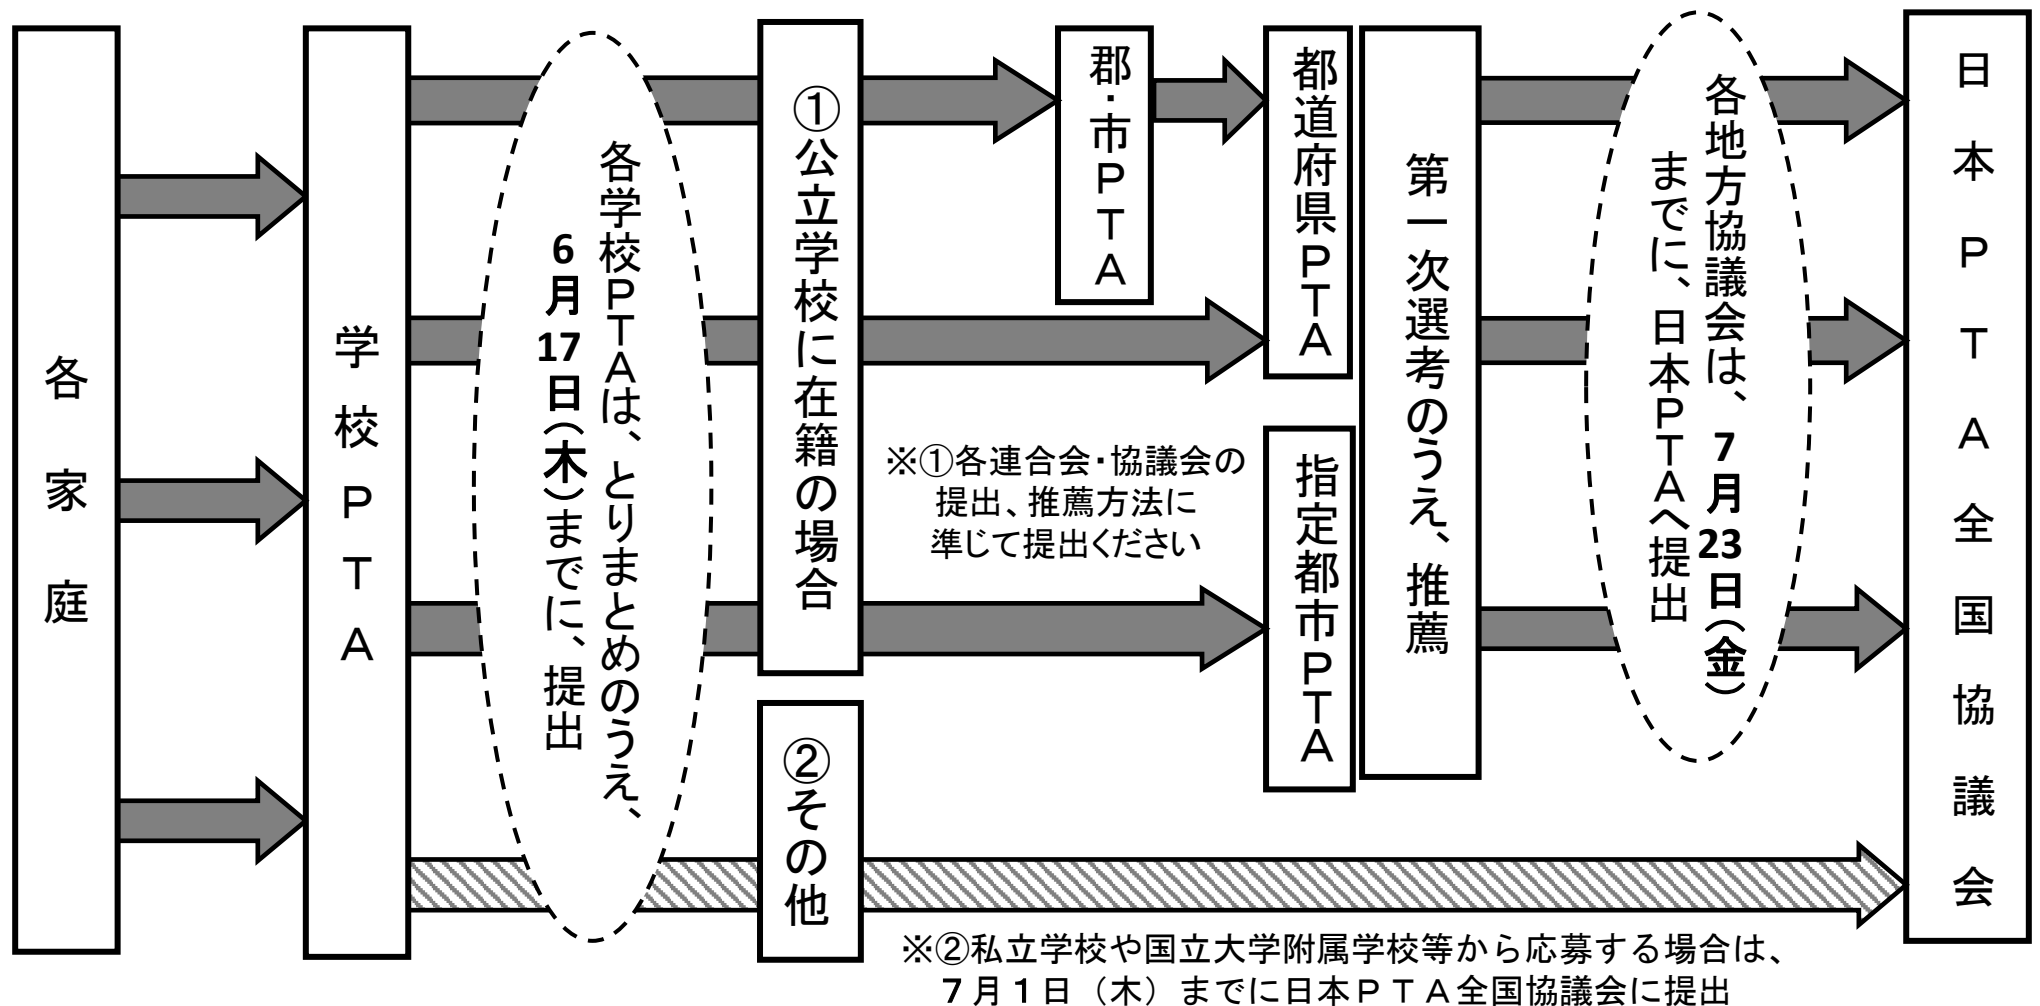 各家庭
学校PTA
各学校PTAは、とりまとめのうえ、
6月17日(木)までに、提出
①公立学校に在籍の場合
②その他
郡・市PTA
都道府県PTA
指定都市PTA
※①各連合会・協議会の
提出、推薦方法に
準じて提出ください
第一次選考のうえ、推薦
各地方協議会は、7月23日(金)
までに、日本PTAへ提出
日本PTA全国協議会
※②私立学校や国立大学附属学校等から応募する場合は、
7月1日(木)までに日本PTA全国協議会に提出